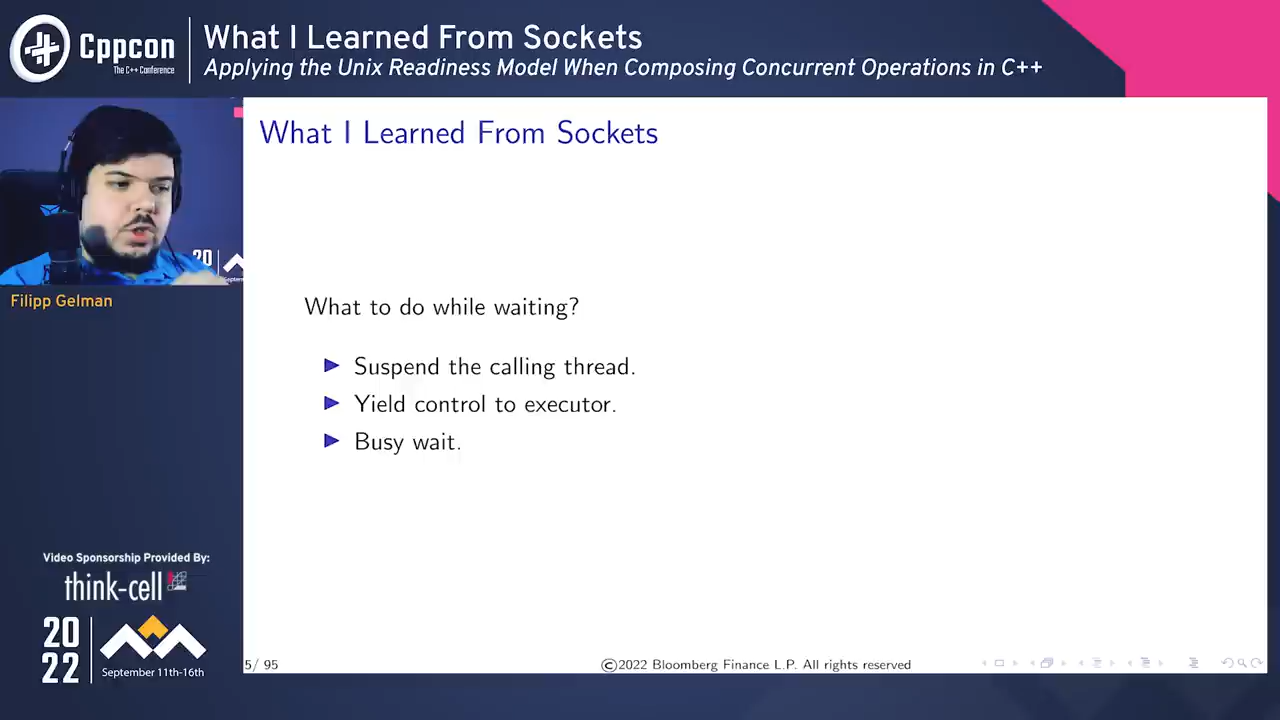 Cppcon
The C++ Conference
What I Learned From Sockets
Applying the Unix Readiness Model When Composing Concurrent Operations in C++
What I Learned From Sockets
20
Filipp Gelman
What to do while waiting?
Suspend the calling thread.
Yield control to executor.
Busy wait.
Video Sponsorship Provided By:
think-cell
20
22
September 11th-16th
5/ 95
©2022 Bloomberg Finance L.P. All rights reserved